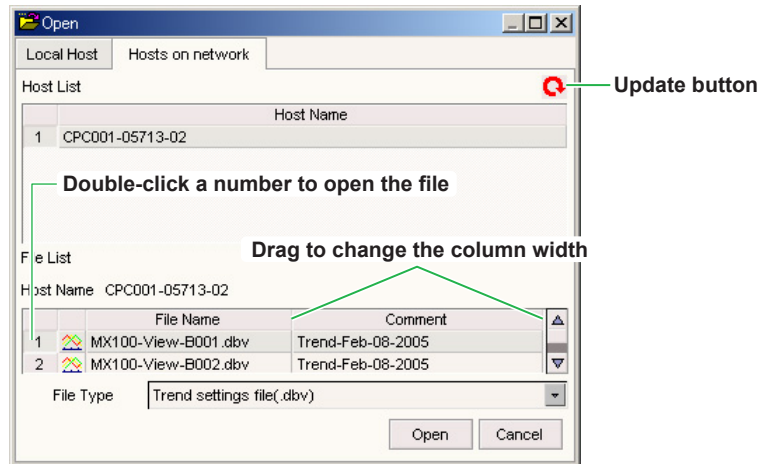 Open
Local Host Hosts on network
Host List
Update button
Host Name
1 CPC001-05713-02
Double-click a number to open the file
Drag to change the column width
File List
Host Name CPC001-05713-02
File Name Comment
1 MX100-View-B001.dbv Trend-Feb-08-2005
2 MX100-View-B002.dbv Trend-Feb-08-2005
File Type Trend settings file(.dbv)
Open Cancel